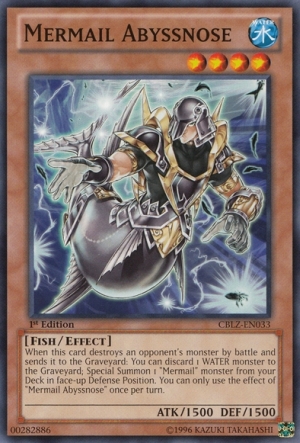 MERMAIL ABYSSNOSE
WATER
水
1st Edition
CBLZ-EN033
[FISH / EFFECT]
When this card destroys an opponent's monster by battle and
sends it to the Graveyard: You can discard 1 WATER monster to
the Graveyard; Special Summon 1 "Mermail" monster from your
Deck in face-up Defense Position. You can only use the effect of
"Mermail Abyssnose" once per turn.
ATK/1500 DEF/1500
00282886
©1996 KAZUKI TAKAHASHI